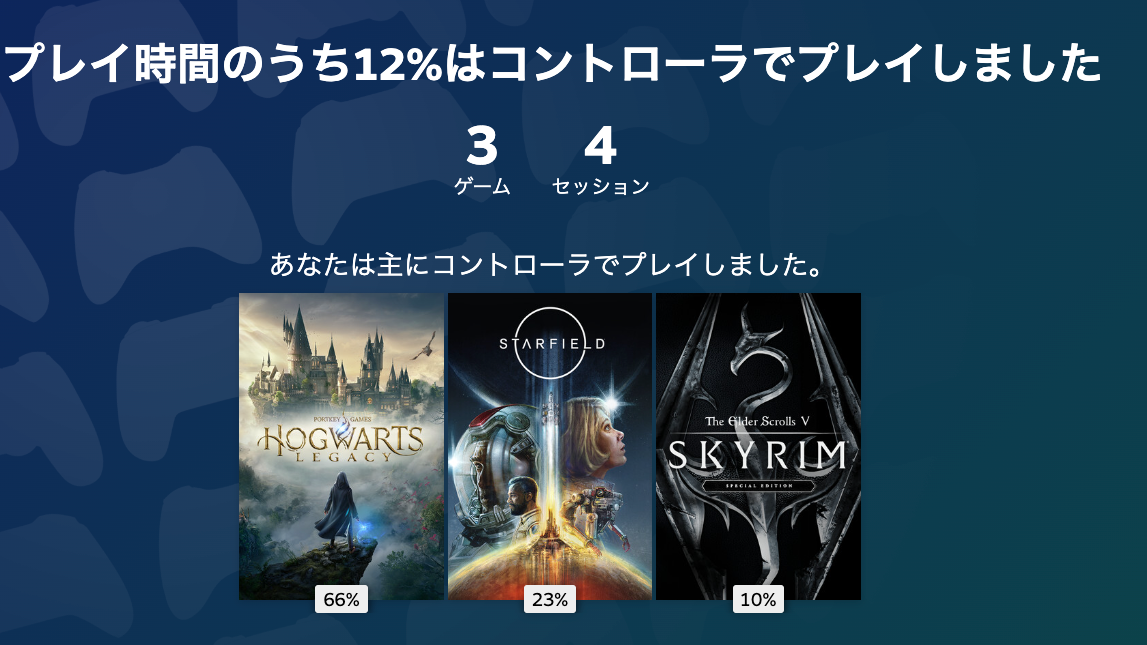 プレイ時間のうち12%はコントローラでプレイしました
3 4
ゲーム セッション
あなたは主にコントローラでプレイしました。
PORTKEY GAMES
HOGWARTS
LEGACY
STARFIELD
The Elder Scrolls V
SKYRIM
SPECIAL EDITION
66% 23% 10%